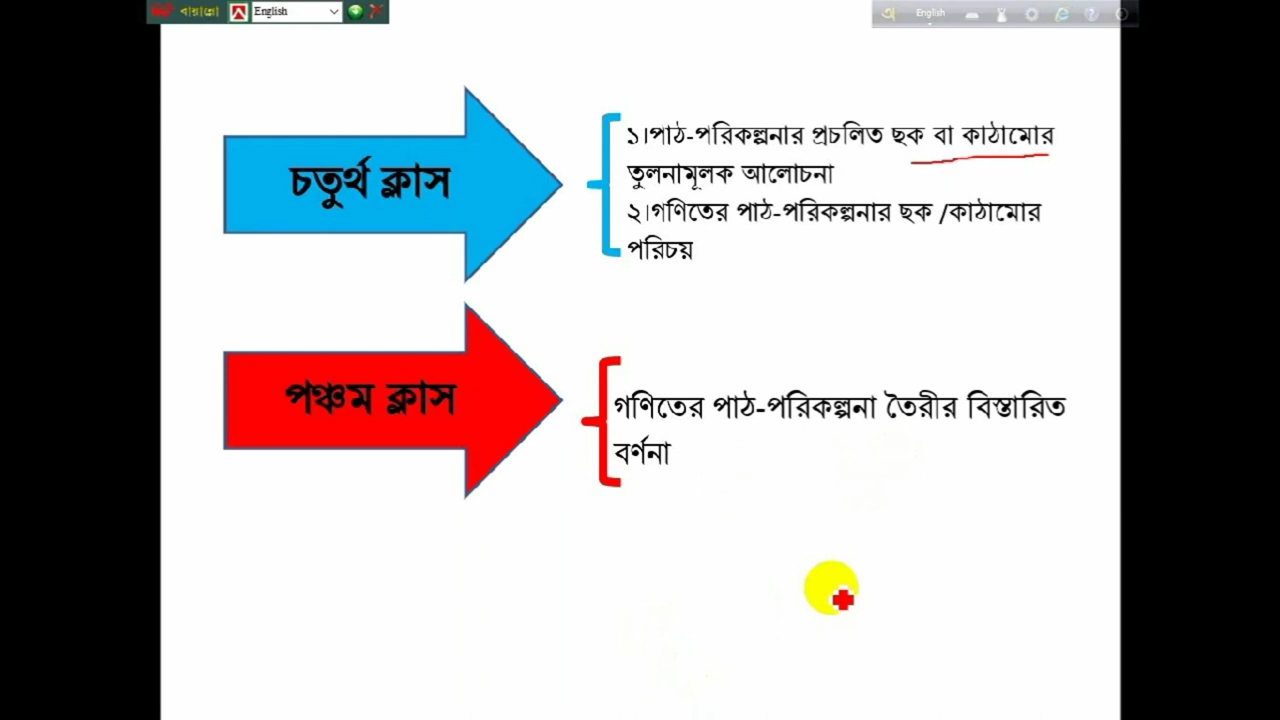 বায়ান্নো English
English
চতুর্থ ক্লাস
১।পাঠ-পরিকল্পনার প্রচলিত ছক বা কাঠামোর
তুলনামূলক আলোচনা
২।গণিতের পাঠ-পরিকল্পনার ছক /কাঠামোর
পরিচয়
পঞ্চম ক্লাস
গণিতের পাঠ-পরিকল্পনা তৈরীর বিস্তারিত
বর্ণনা